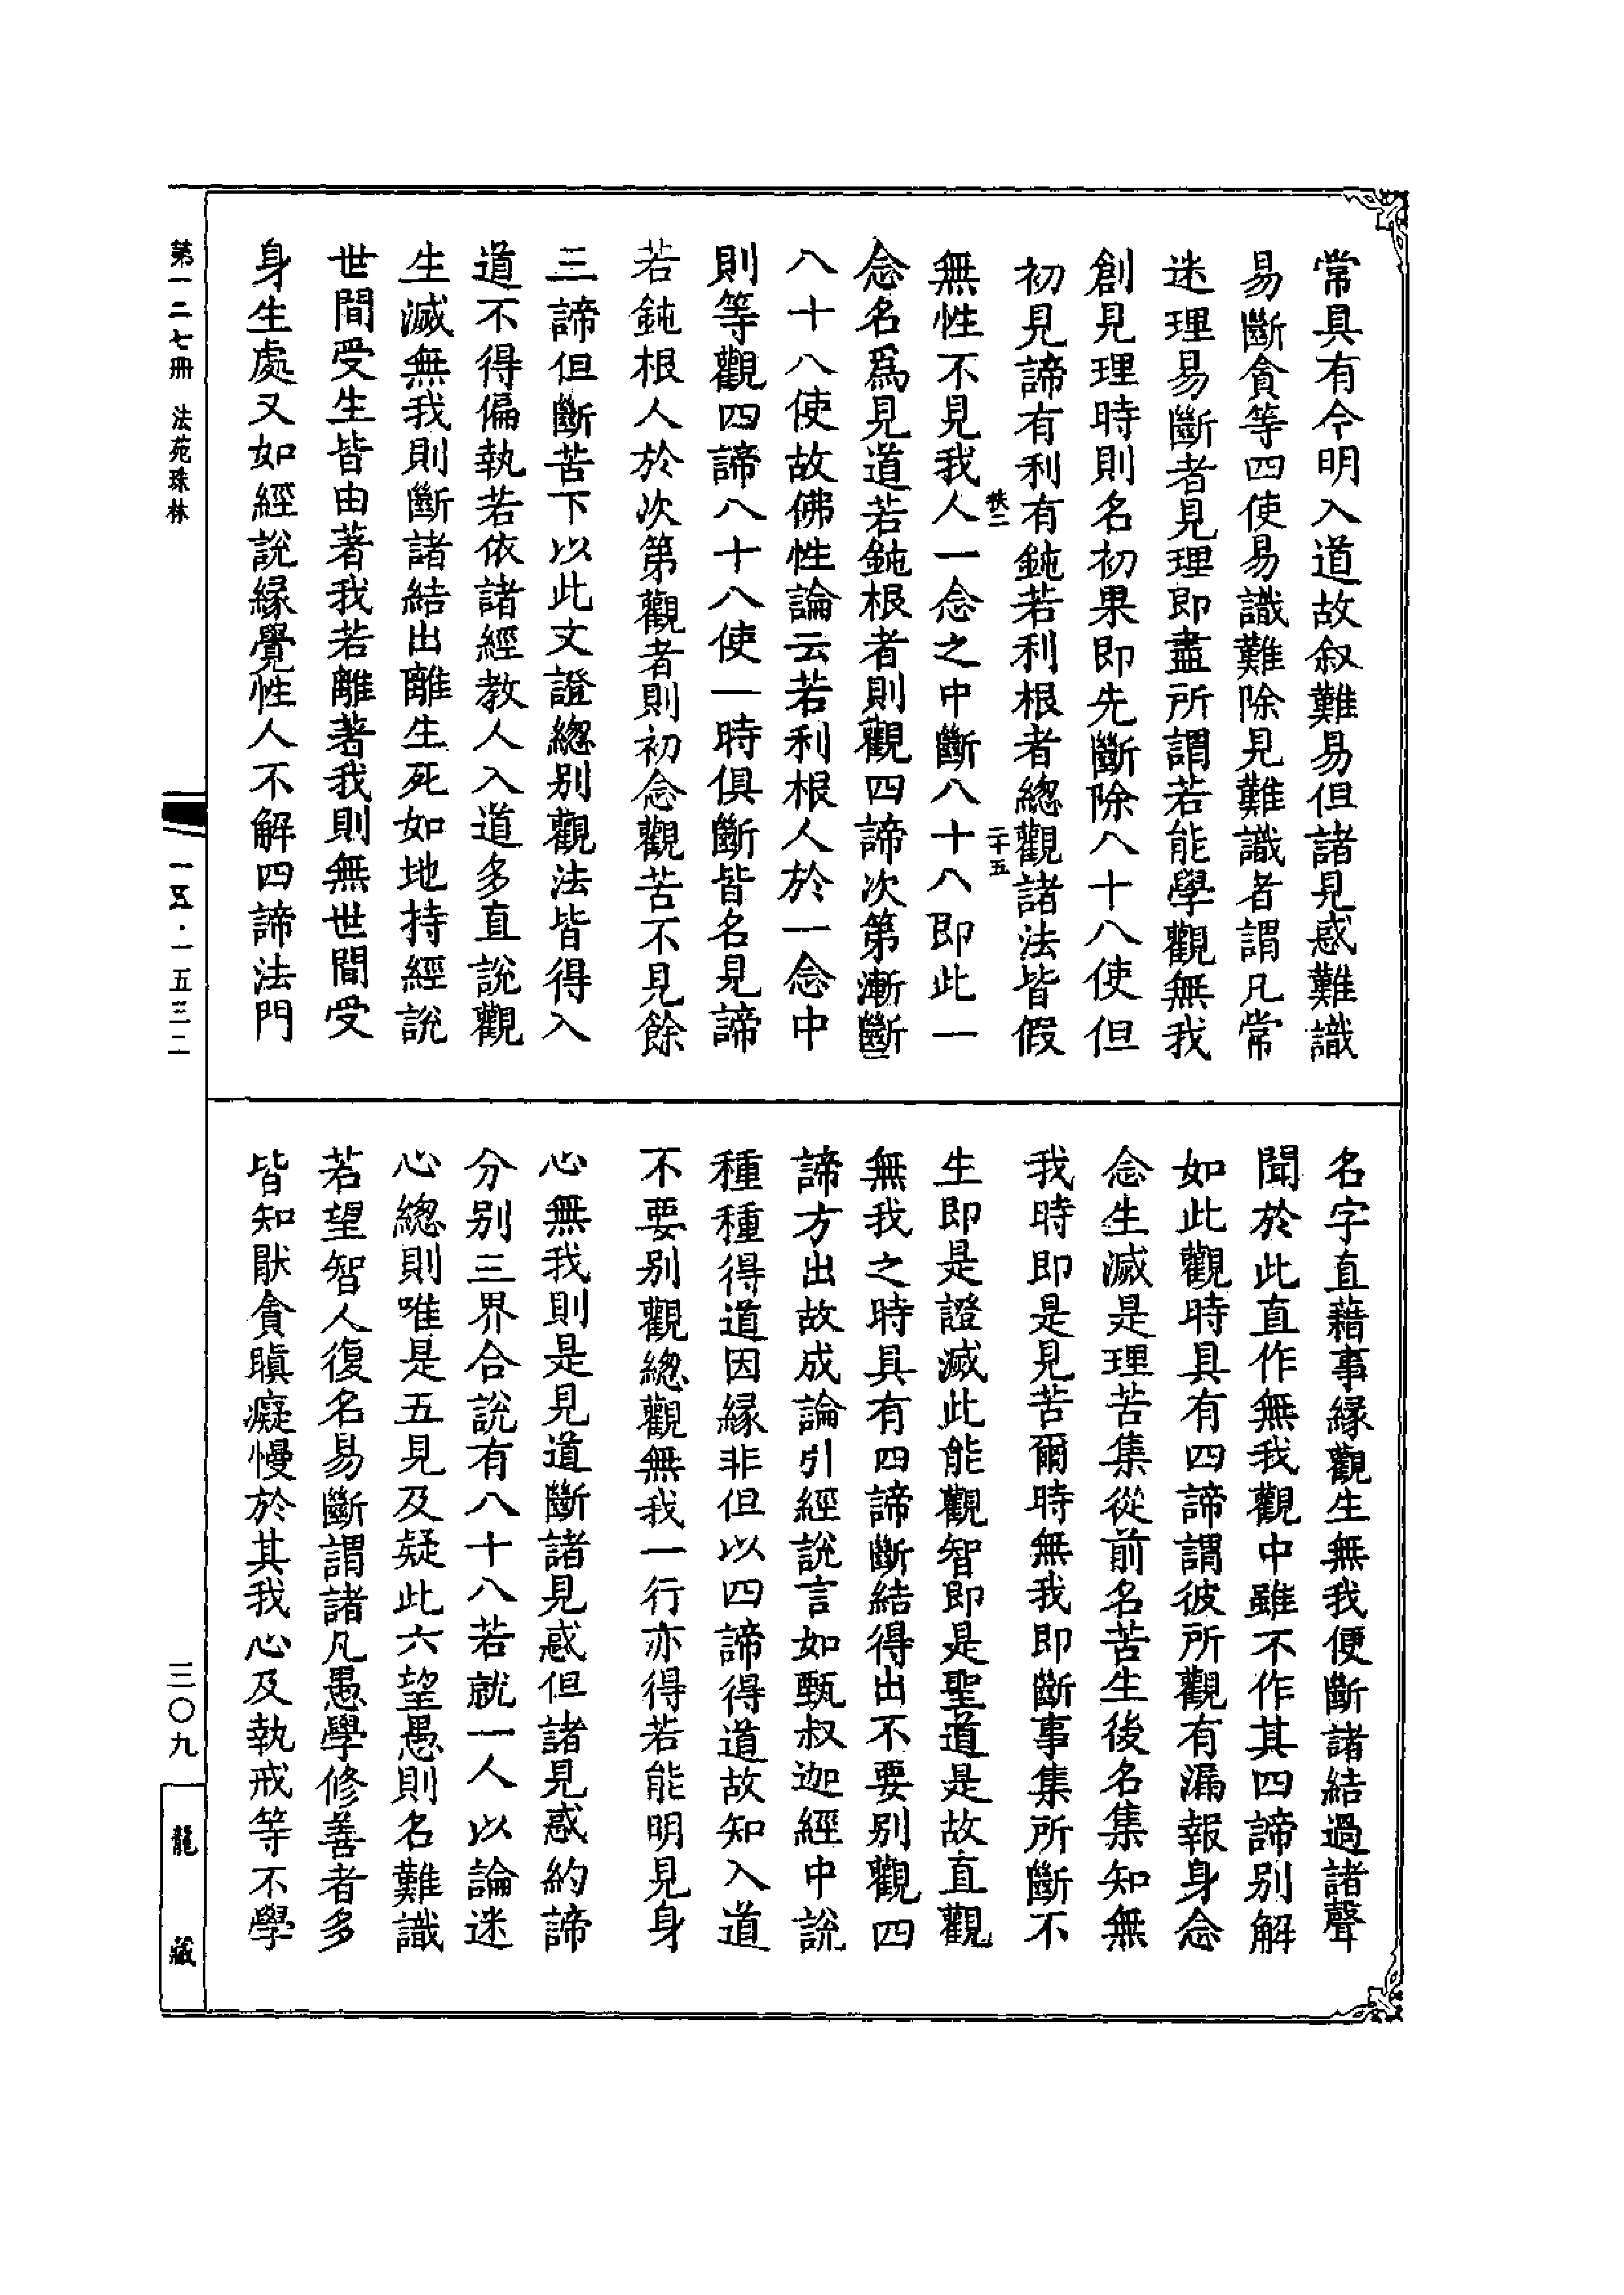 常具有今明入道故叙難易但諸見惑難識
易斷貪等四使易識難除見難識者謂凡常
迷理易斷者見理即盡所謂若能學觀無我
創見理時則名初果即先斷除八十八使但
初見諦有利有鈍若利根者總觀諸法皆假
二十五
無性不見我人一念之中斷八十八即此一
念名爲見道若鈍根者則觀四諦次第漸斷
八十八使故佛性論云若利根人於一念中
則等觀四諦八十八使一時俱斷皆名見諦
若鈍根人於次第觀者則初念觀苦不見餘
三諦但斷苦下以此文證總别觀法皆得入
道不得偏執若依諸經教人入道多直說觀
生滅無我則斷諸結出離生死如地持經說
世間受生皆由著我若離著我則無世間受
身生處又如經說緣覺性人不解四諦法門
名字直藉事緣觀生無我便斷諸結過諸聲
聞於此直作無我觀中雖不作其四諦别解
如此觀時具有四諦謂彼所觀有漏報身念
念生滅是理苦集從前名苦生後名集知無
我時即是見苦爾時無我即斷事集所斷不
生即是證滅此能觀智即是聖道是故直觀
無我之時具有四諦斷結得出不要别觀四
諦方出故成論引經說言如甄叔迦經中說
種種得道因緣非但以四諦得道故知入道
不要别觀總觀無我一行亦得若能明見身
心無我則是見道斷諸見惑但諸見惑約諦
分别三界合說有八十八若就一人以論迷
心總則唯是五見及疑此六望愚則名難識
若望智人復名易斷謂諸凡愚學修善者多
皆知猒貪瞋癡慢於其我心及執戒等不學
第一二七冊 法苑珠林
一五·一五三二
三〇九
龍藏